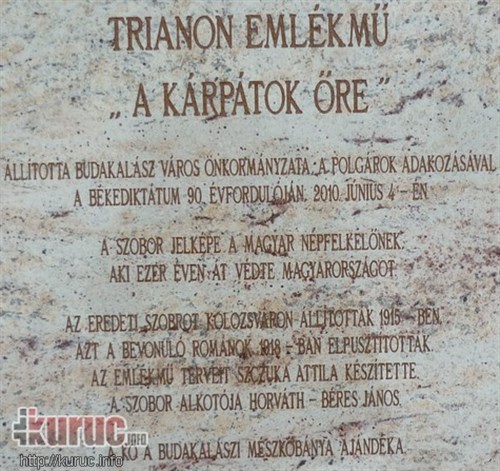 TRIANON EMLÉKMŰ
„ A KÁRPÁTOK ŐRE "
ÁLLÍTOTTA BUDAKALÁSZ VÁROS ÖNKORMÁNYZATA, A POLGÁROK ADAKOZÁSÁVAL
A BÉKEDIKTÁTUM 90. ÉVFORDULÓJÁN, 2010. JÚNIUS 4 - ÉN
A SZOBOR JELKÉPE A MAGYAR NÉPFELKELŐNEK,
AKI EZER ÉVEN ÁT VÉDTE MAGYARORSZÁGOT.
AZ EREDETI SZOBROT KOLOZSVÁRON ÁLLÍTOTTÁK 1915 - BEN,
AZT A BEVONULÓ ROMÁNOK 1918 - BAN ELPUSZTÍTOTTÁK.
AZ EMLÉKMŰ TERVEIT SZCZUKA ATTILA KÉSZÍTETTE.
A SZOBOR ALKOTÓJA HORVÁTH - BÉRES JÁNOS.
A KŐ A BUDAKALÁSZI MÉSZKŐBÁNYA AJÁNDÉKA.
kuruc.INFO
http://kuruc.info